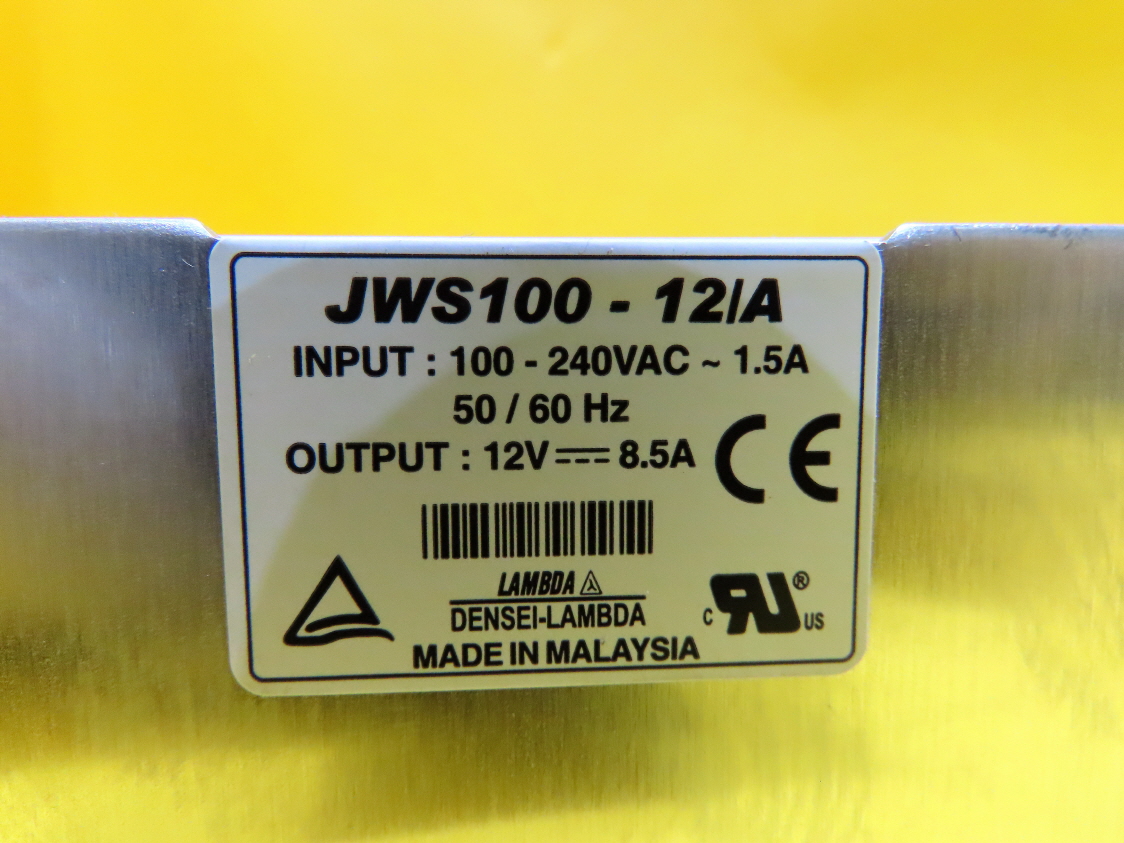 JWS100 - 12/A
INPUT : 100 - 240VAC ~ 1.5A
50 / 60 Hz
OUTPUT : 12V⎓8.5A
CE
LAMBDA
DENSEI-LAMBDA
C RU ® US
MADE IN MALAYSIA